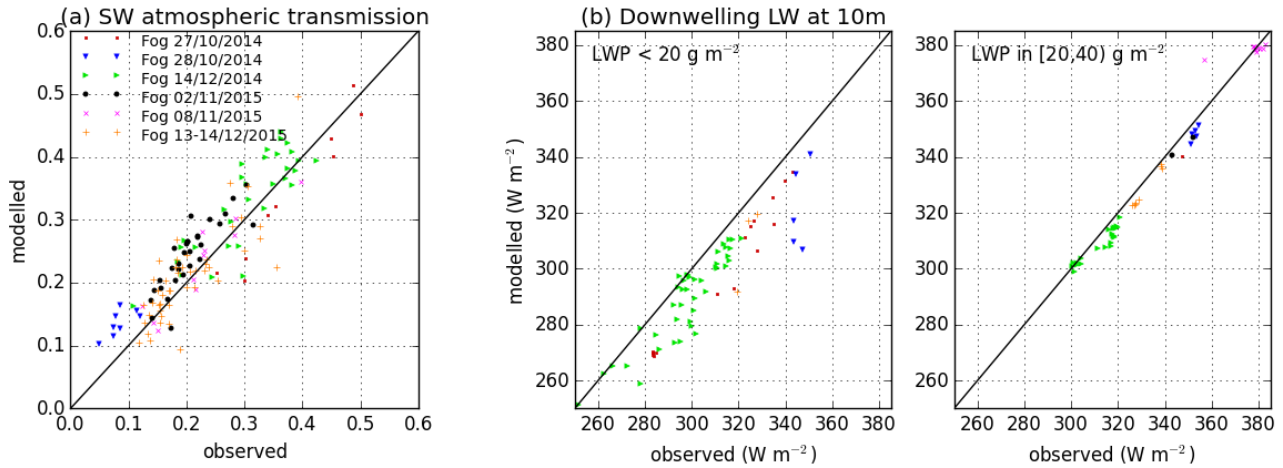 (a) SW atmospheric transmission
0.6
0.5
0.4
0.3
0.2
0.1
0.0
modelled
Fog 27/10/2014
Fog 28/10/2014
Fog 14/12/2014
Fog 02/11/2015
Fog 08/11/2015
Fog 13-14/12/2015
0.0 0.1 0.2 0.3 0.4 0.5 0.6
observed
(b) Downwelling LW at 10m
LWP < 20 g m⁻²
380
360
340
320
300
280
260
modelled (W m⁻²)
260 280 300 320 340 360 380
observed (W m⁻²)
LWP in [20,40) g m⁻²
380
360
340
320
300
280
260
260 280 300 320 340 360 380
observed (W m⁻²)